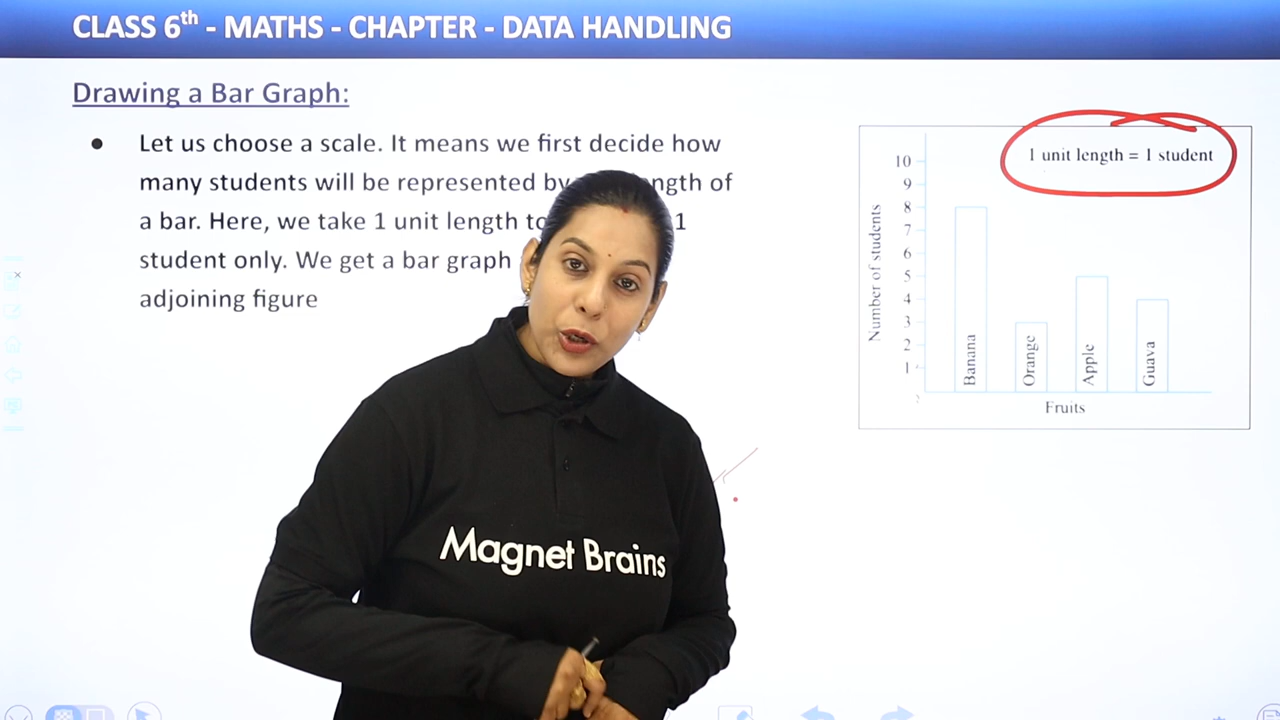 CLASS 6th - MATHS - CHAPTER - DATA HANDLING
Drawing a Bar Graph:
● Let us choose a scale. It means we first decide how
many students will be represented by ngth of
a bar. Here, we take 1 unit length to 1
student only. We get a bar graph
adjoining figure
1 unit length = 1 student
Number of students
10
9
8
7
6
5
4
3
2
1
Banana
Orange
Apple
Guava
Fruits
Magnet Brains